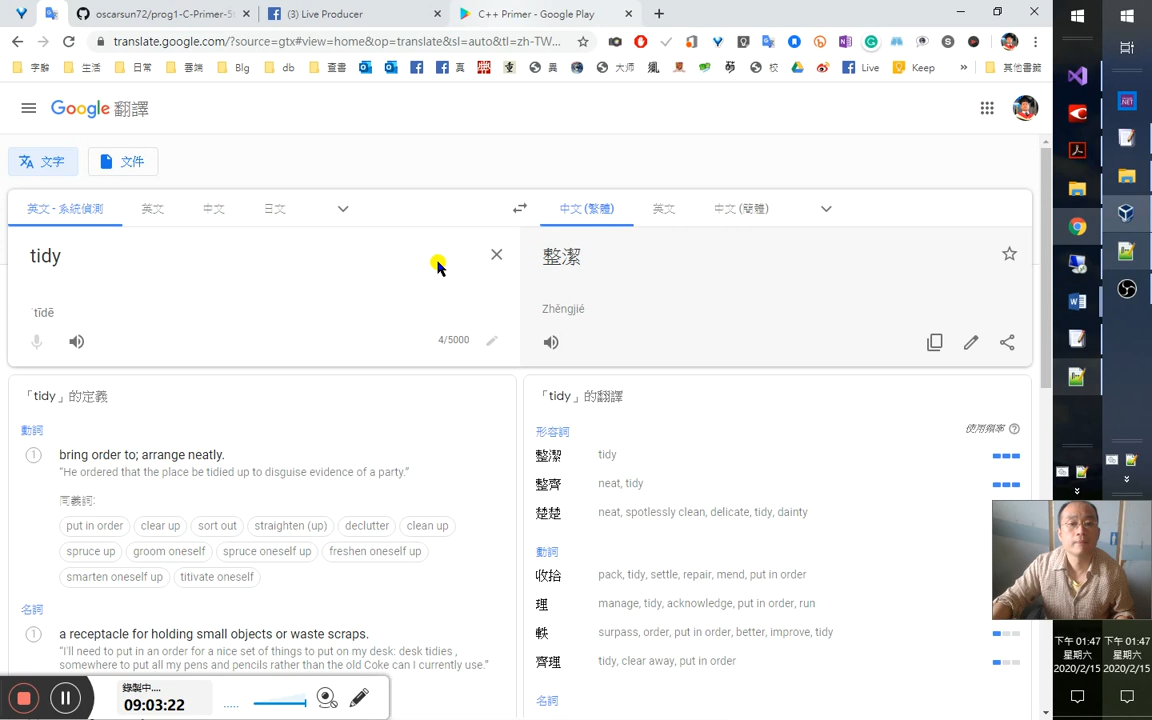 oscarsun72/prog1-C-Primer-5t
(3) Live Producer
C++ Primer - Google Play
translate.google.com/?source=gtx#view=home&op=translate&sl=auto&tl=zh-TW...
字辭
生活
日常
雲端
Blg
db
查書
真
異
大师
校
Live
Keep
其他書籤
Google 翻譯
文字
文件
英文 - 系統偵測
英文
中文
日文
中文 (繁體)
英文
中文 (簡體)
tidy
整潔
tīdē
Zhěngjié
4/5000
「tidy」的定義
動詞
1
bring order to; arrange neatly.
“He ordered that the place be tidied up to disguise evidence of a party.”
同義詞:
put in order
clear up
sort out
straighten (up)
declutter
clean up
spruce up
groom oneself
spruce oneself up
freshen oneself up
smarten oneself up
titivate oneself
名詞
1
a receptacle for holding small objects or waste scraps.
“I'll need to put in an order for a nice set of things to put on my desk: desk tidies ,
somewhere to put all my pens and pencils rather than the old Coke can I currently use.”
「tidy」的翻譯
形容詞
使用頻率
整潔 tidy
整齊 neat, tidy
楚楚 neat, spotlessly clean, delicate, tidy, dainty
動詞
收拾 pack, tidy, settle, repair, mend, put in order
理 manage, tidy, acknowledge, put in order, run
軼 surpass, order, put in order, better, improve, tidy
齊理 tidy, clear away, put in order
名詞
錄製中....
09:03:22
下午 01:47
星期六
2020/2/15
下午 01:47
星期六
2020/2/15